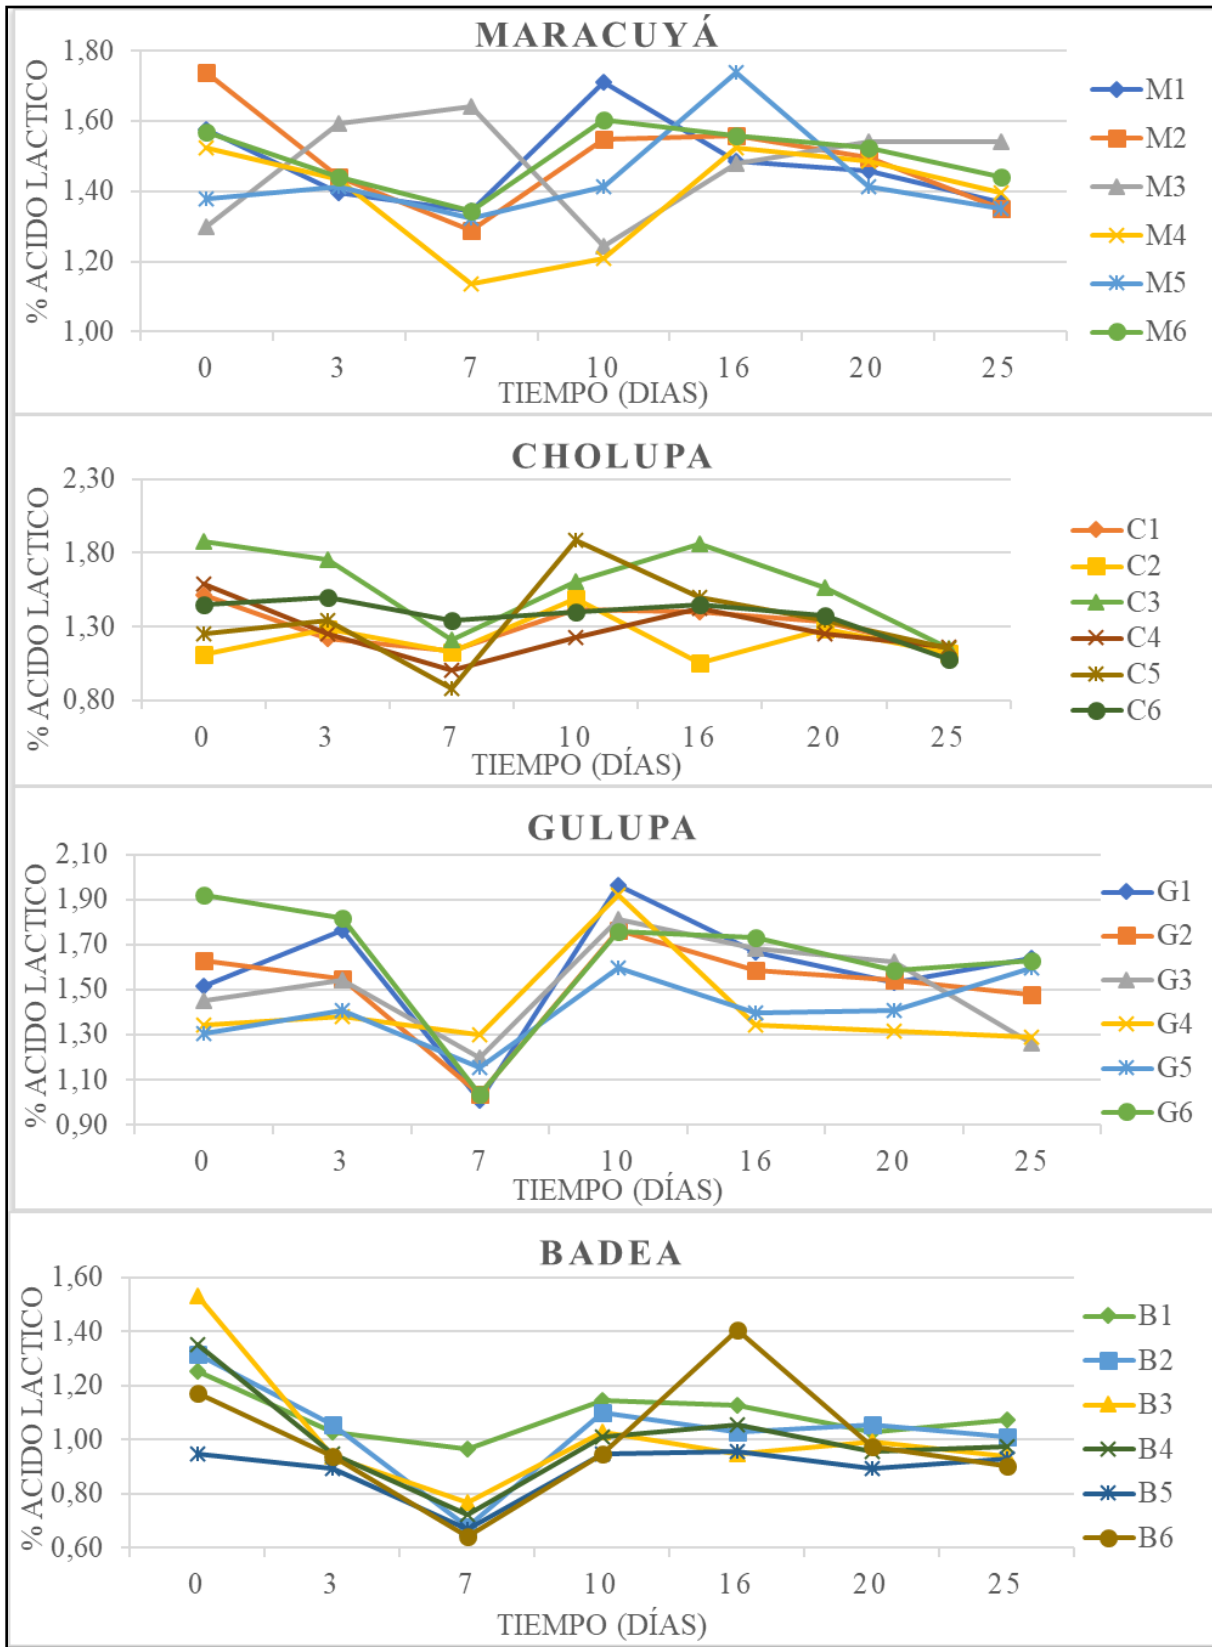 MARACUYÁ
% ACIDO LACTICO
1,80
1,60
1,40
1,20
1,00
0 3 7 10 16 20 25
TIEMPO (DIAS)
M1
M2
M3
M4
M5
M6
CHOLUPA
% ACIDO LACTICO
2,30
1,80
1,30
0,80
0 3 7 10 16 20 25
TIEMPO (DÍAS)
C1
C2
C3
C4
C5
C6
GULUPA
% ACIDO LACTICO
2,10
1,90
1,70
1,50
1,30
1,10
0,90
0 3 7 10 16 20 25
TIEMPO (DÍAS)
G1
G2
G3
G4
G5
G6
BADEA
% ACIDO LACTICO
1,60
1,40
1,20
1,00
0,80
0,60
0 3 7 10 16 20 25
TIEMPO (DÍAS)
B1
B2
B3
B4
B5
B6